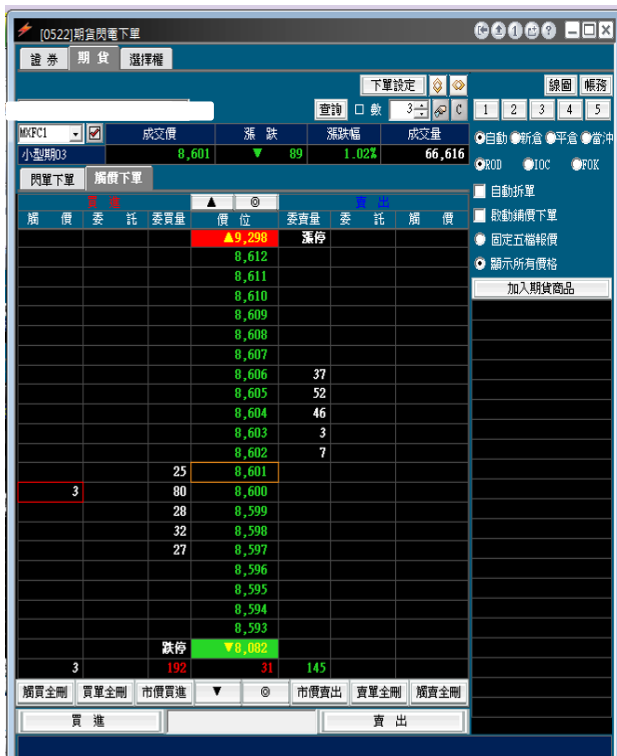 [0522]期貨閃電下單
證 券 期 貨 選擇權
下單設定 線圖 帳務
查詢 口 數 3 C 1 2 3 4 5
MXFC1 成交價 漲 跌 漲跌幅 成交量
小型期03 8,601 ▼ 89 1.02% 66,616
自動 新倉 平倉 當沖
ROD IOC FOK
閃單下單 觸價下單
自動拆單
啟動鋪價下單
固定五檔報價
顯示所有價格
加入期貨商品
買 進 ▲ ◎ 賣 出
觸 價 委 託 委買量 價 位 委賣量 委 託 觸 價
▲9,298 漲停
8,612
8,611
8,610
8,609
8,608
8,607
8,606 37
8,605 52
8,604 46
8,603 3
8,602 7
25 8,601
3 80 8,600
28 8,599
32 8,598
27 8,597
8,596
8,595
8,594
8,593
跌停 ▼8,082
3 192 31 145
觸買全刪 買單全刪 市價買進 ▼ ◎ 市價賣出 賣單全刪 觸賣全刪
買 進 賣 出